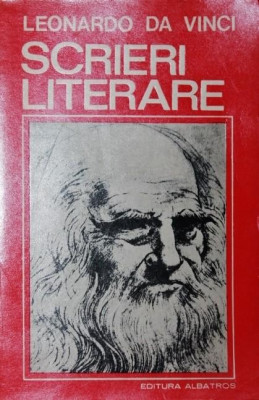 LEONARDO DA VINCI
SCRIERI
LITERARE
EDITURA ALBATROS